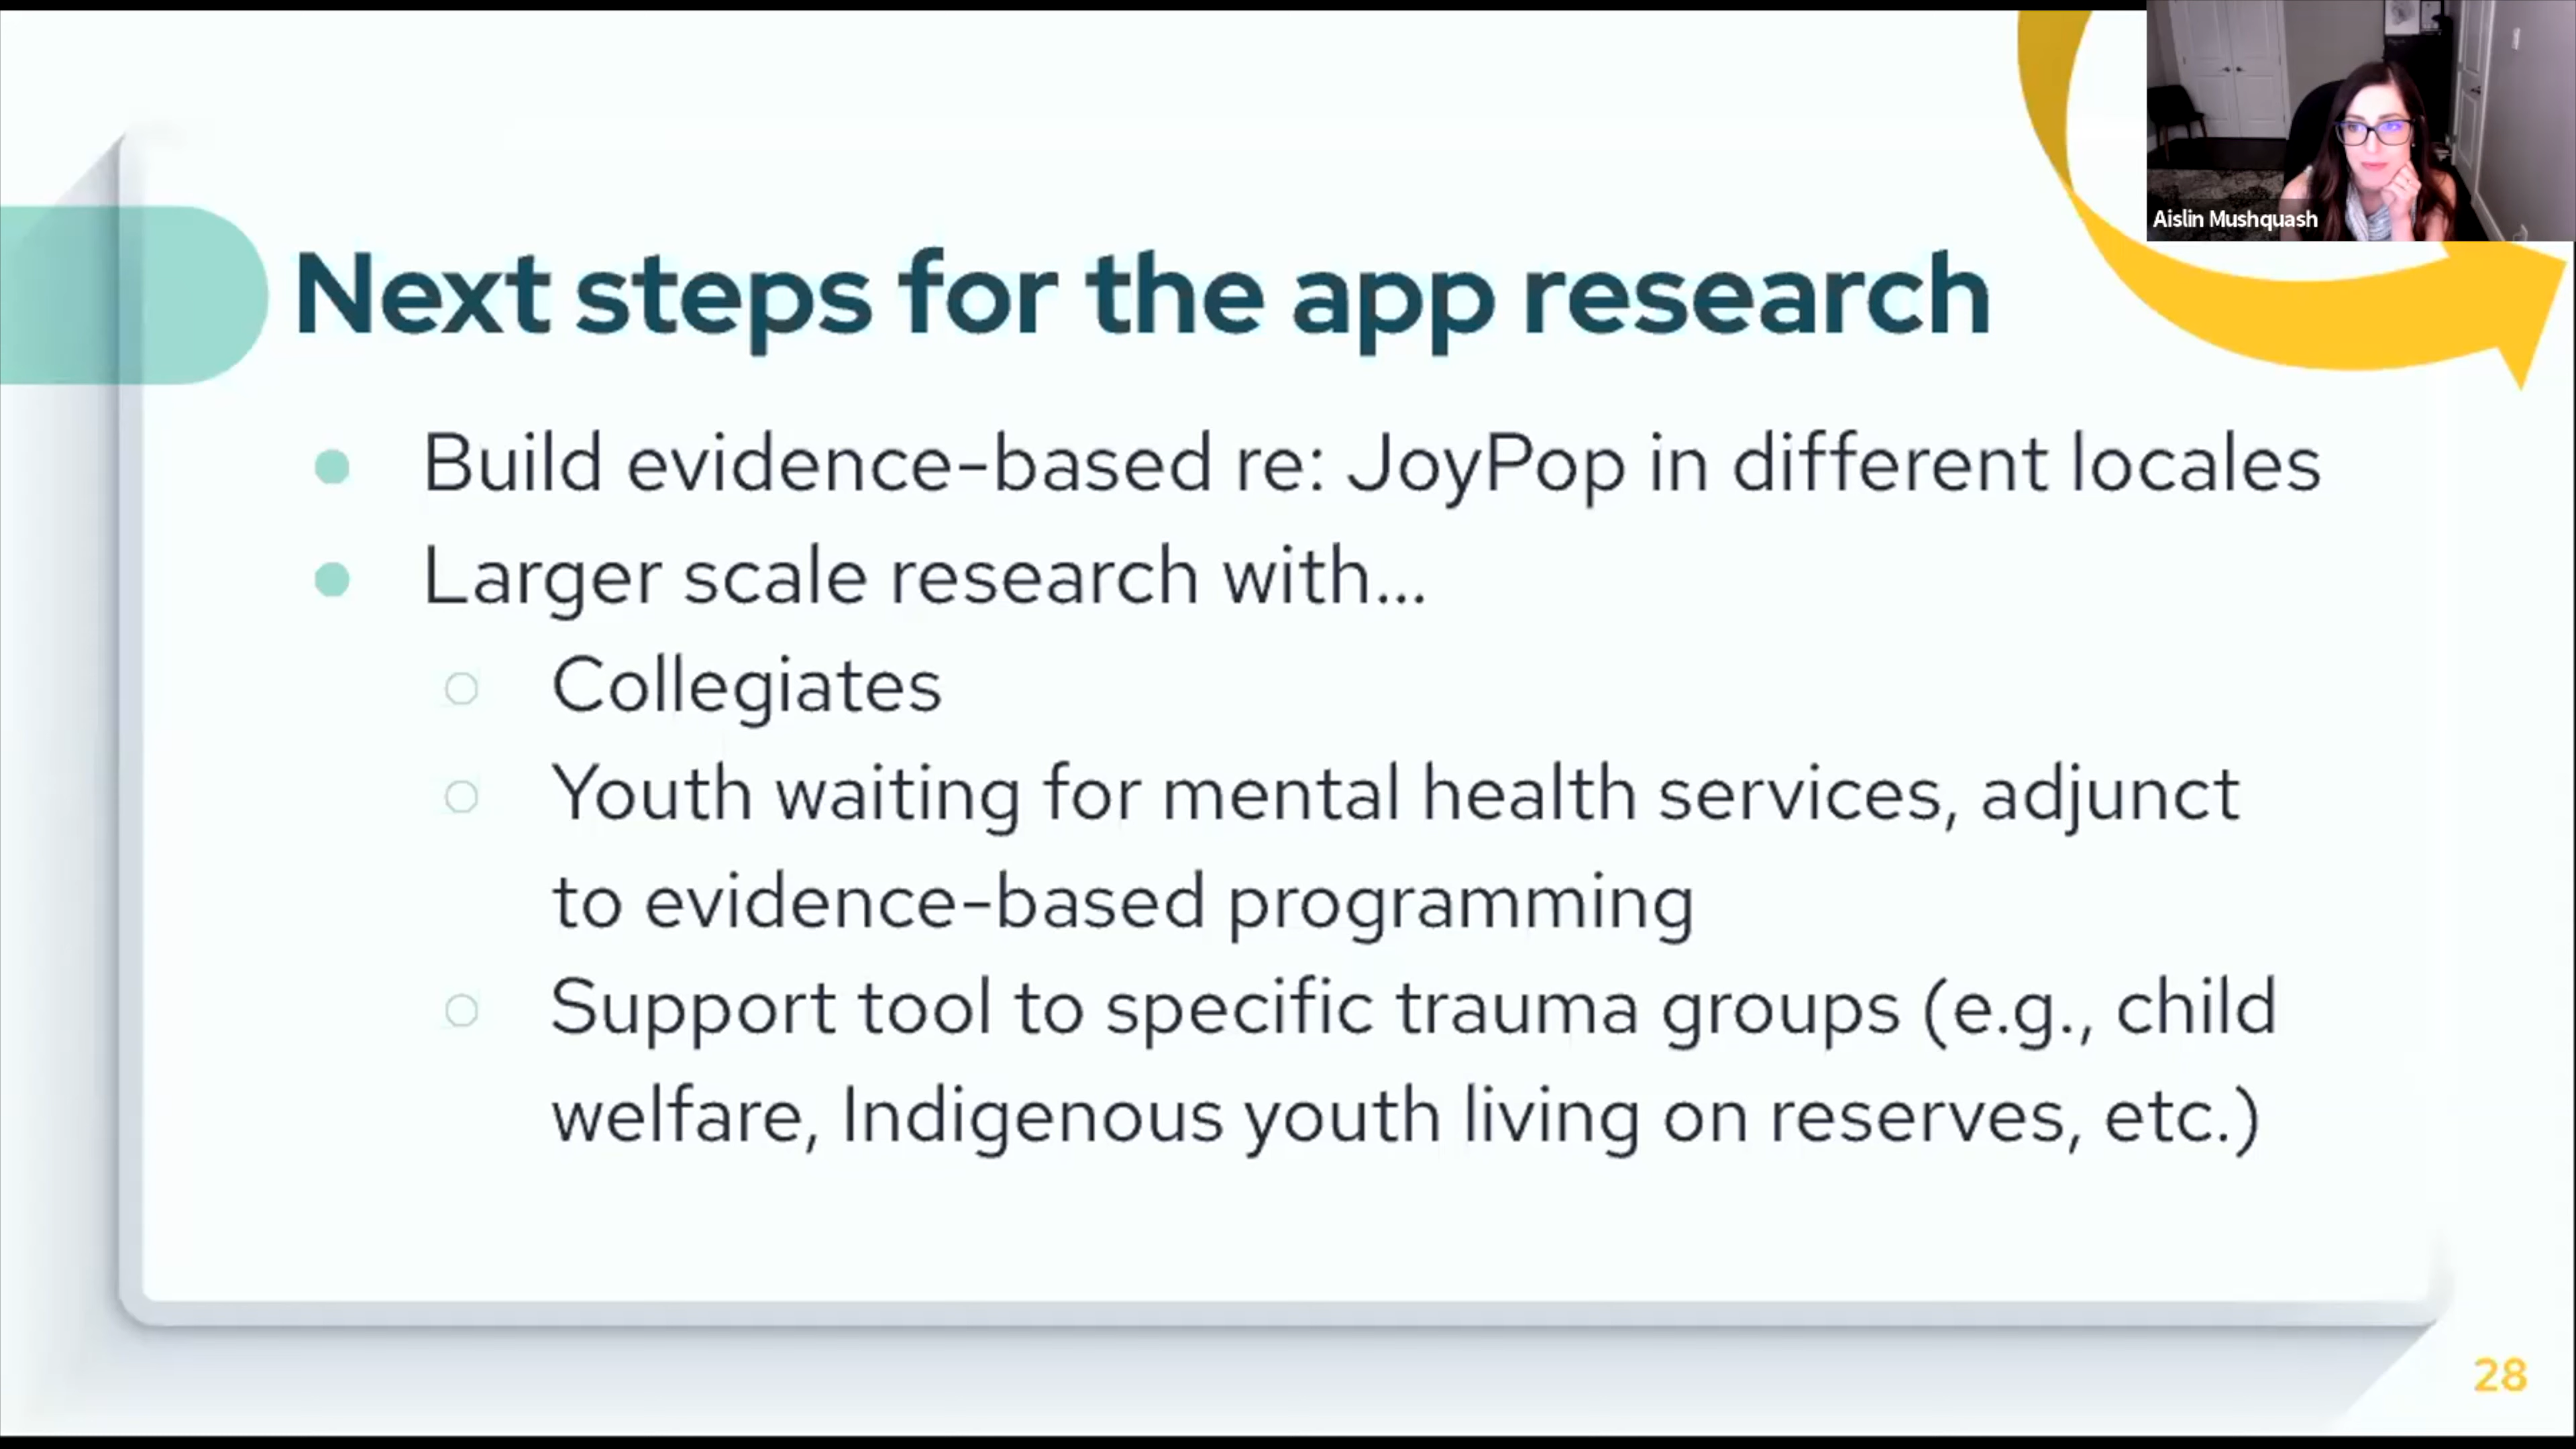 Aislin Mushquash
Next steps for the app research
Build evidence-based re: JoyPop in different locales
Larger scale research with...
Collegiates
Youth waiting for mental health services, adjunct
to evidence-based programming
Support tool to specific trauma groups (e.g., child
welfare, Indigenous youth living on reserves, etc.)
28